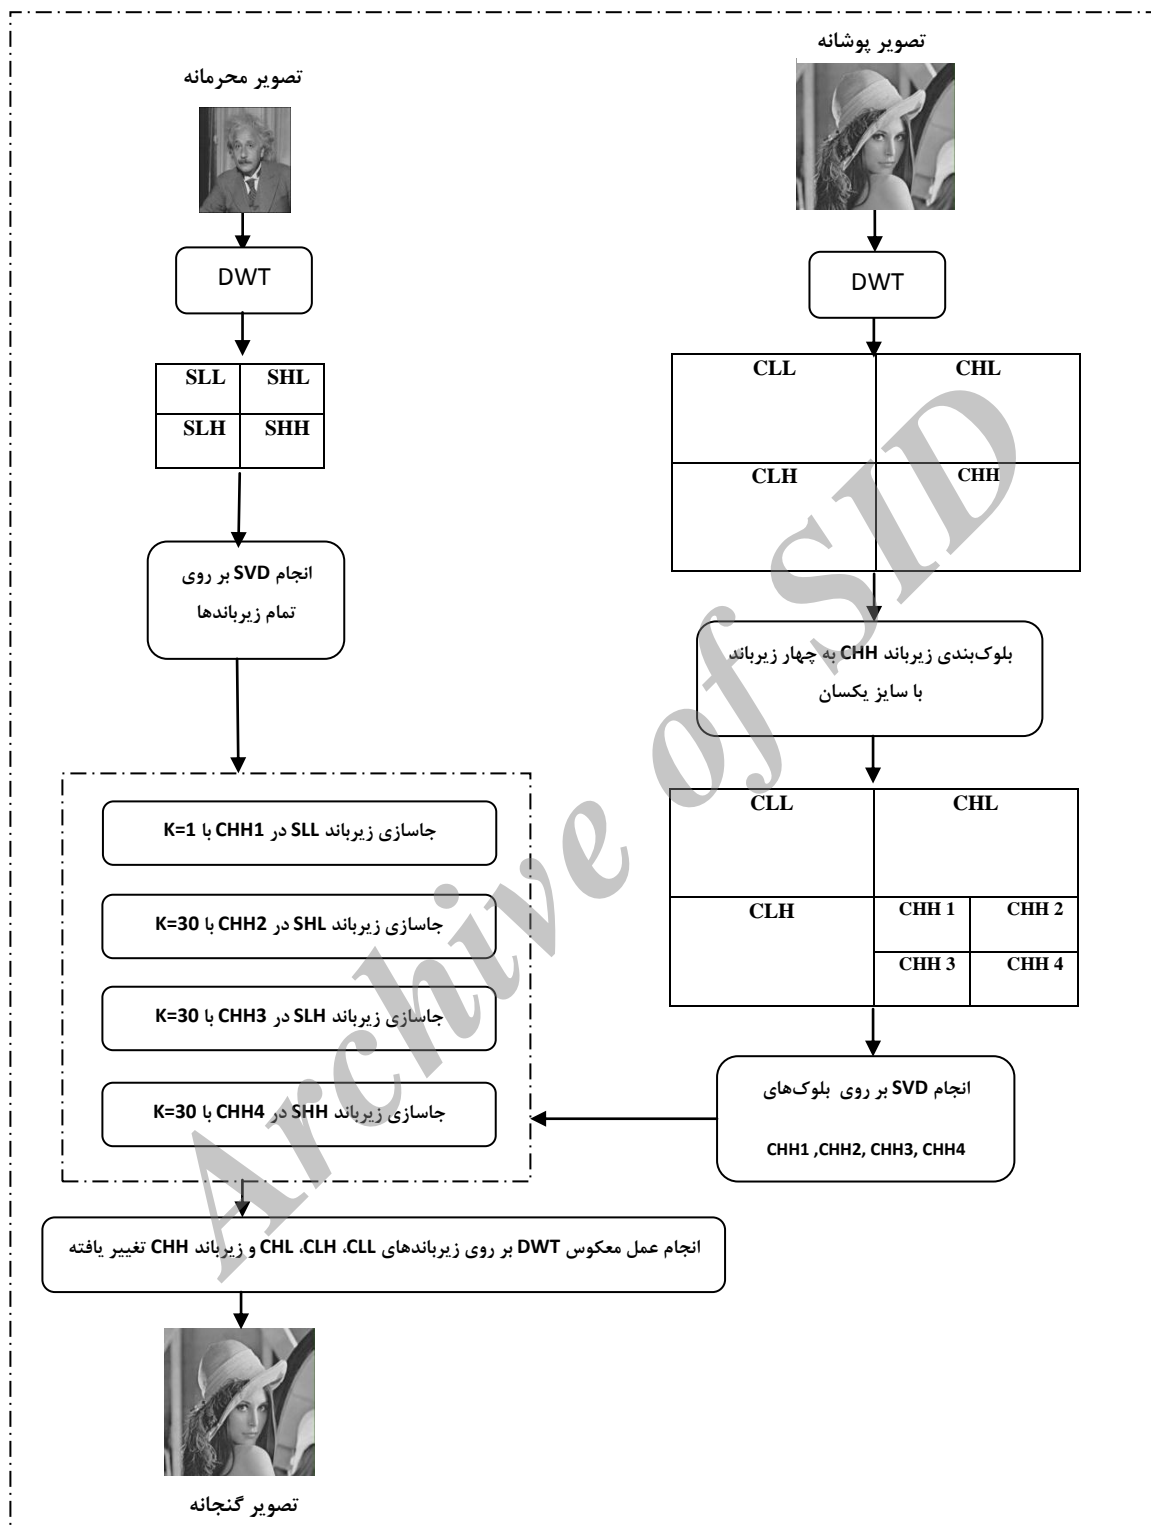 تصویر پوشانه
تصویر محرمانه
DWT
DWT
SLL SHL
SLH SHH
CLL CHL
CLH CHH
انجام SVD بر روی
تمام زیرباندها
بلوک‌بندی زیرباند CHH به چهار زیرباند
با سایز یکسان
CLL CHL
CLH
CHH 1 CHH 2
CHH 3 CHH 4
جاسازی زیرباند SLL در CHH1 با K=1
جاسازی زیرباند SHL در CHH2 با K=30
جاسازی زیرباند SLH در CHH3 با K=30
جاسازی زیرباند SHH در CHH4 با K=30
انجام SVD بر روی بلوک‌های
CHH1 ,CHH2, CHH3, CHH4
انجام عمل معکوس DWT بر روی زیرباندهای CLL، CLH، CHL و زیرباند CHH تغییر یافته
تصویر گنجانه
Archive of SID